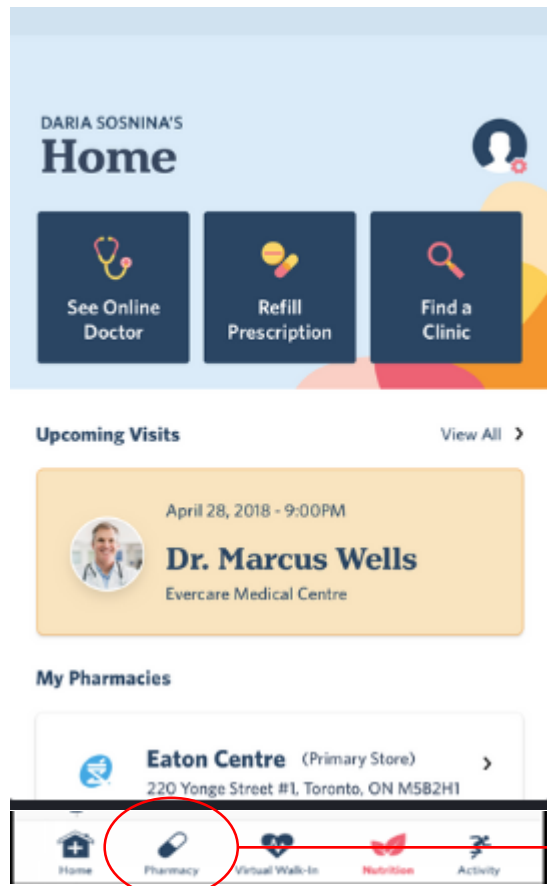 DARIA SOSNINA'S
Home
See Online
Doctor
Refill
Prescription
Find a
Clinic
Upcoming Visits
View All
April 28, 2018 - 9:00PM
Dr. Marcus Wells
Evercare Medical Centre
My Pharmacies
Eaton Centre (Primary Store)
220 Yonge Street #1, Toronto, ON M5B2H1
Home
Pharmacy
Virtual Walk-In
Nutrition
Activity